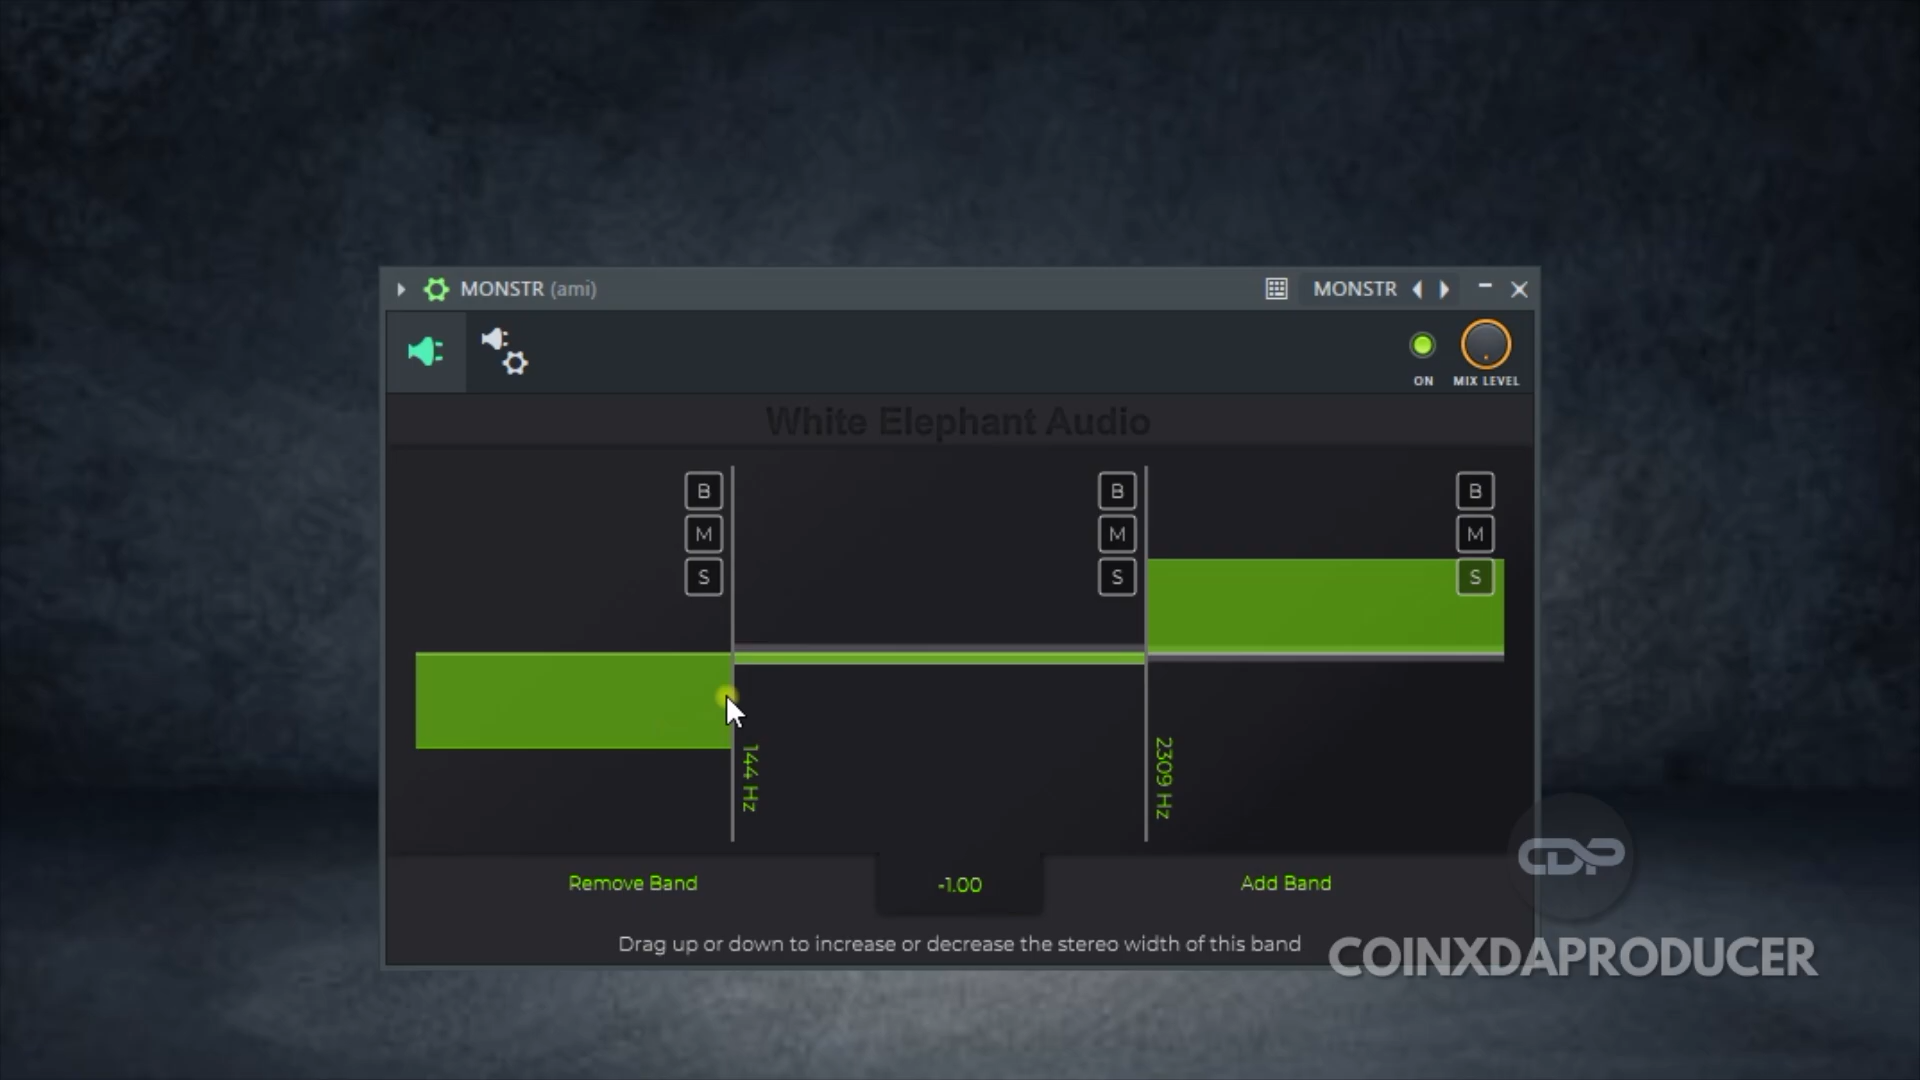 MONSTR (ami)
MONSTR
ON
MIX LEVEL
White Elephant Audio
B
M
S
B
M
S
B
M
S
144 Hz
2309 Hz
Remove Band
-1.00
Add Band
Drag up or down to increase or decrease the stereo width of this band
CDP
COINXDAPRODUCER